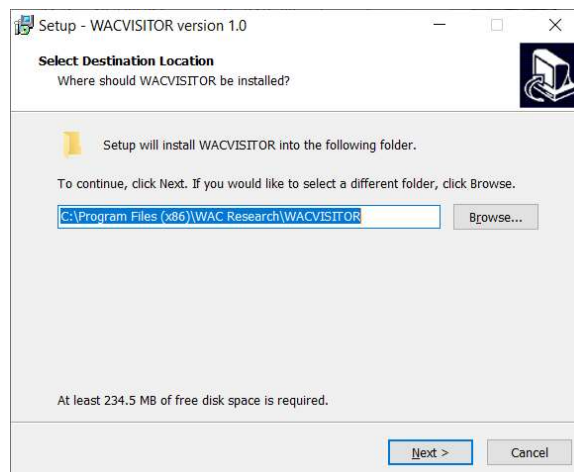 Setup - WACVISITOR version 1.0
Select Destination Location
Where should WACVISITOR be installed?
Setup will install WACVISITOR into the following folder.
To continue, click Next. If you would like to select a different folder, click Browse.
C:\Program Files (x86)\WAC Research\WACVISITOR
Browse...
At least 234.5 MB of free disk space is required.
Next >
Cancel